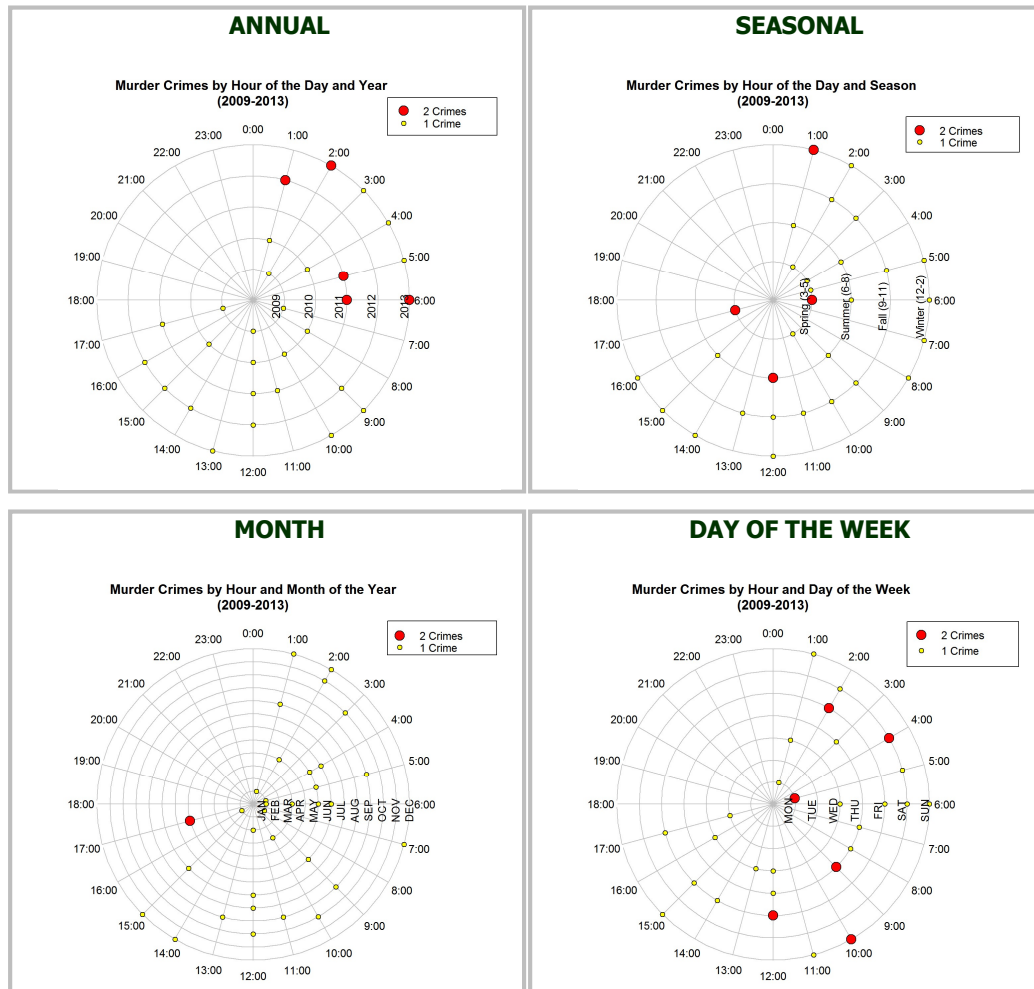 ANNUAL
Murder Crimes by Hour of the Day and Year
(2009-2013)
2 Crimes
1 Crime
0:00
1:00
2:00
3:00
4:00
5:00
6:00
7:00
8:00
9:00
10:00
11:00
12:00
13:00
14:00
15:00
16:00
17:00
18:00
19:00
20:00
21:00
22:00
23:00
2009
2010
2011
2012
2013
SEASONAL
Murder Crimes by Hour of the Day and Season
(2009-2013)
2 Crimes
1 Crime
0:00
1:00
2:00
3:00
4:00
5:00
6:00
7:00
8:00
9:00
10:00
11:00
12:00
13:00
14:00
15:00
16:00
17:00
18:00
19:00
20:00
21:00
22:00
23:00
Spring (3-5)
Summer (6-8)
Fall (9-11)
Winter (12-2)
MONTH
Murder Crimes by Hour and Month of the Year
(2009-2013)
2 Crimes
1 Crime
0:00
1:00
2:00
3:00
4:00
5:00
6:00
7:00
8:00
9:00
10:00
11:00
12:00
13:00
14:00
15:00
16:00
17:00
18:00
19:00
20:00
21:00
22:00
23:00
JAN
FEB
MAR
APR
MAY
JUN
JUL
AUG
SEP
OCT
NOV
DEC
DAY OF THE WEEK
Murder Crimes by Hour and Day of the Week
(2009-2013)
2 Crimes
1 Crime
0:00
1:00
2:00
3:00
4:00
5:00
6:00
7:00
8:00
9:00
10:00
11:00
12:00
13:00
14:00
15:00
16:00
17:00
18:00
19:00
20:00
21:00
22:00
23:00
MON
TUE
WED
THU
FRI
SAT
SUN